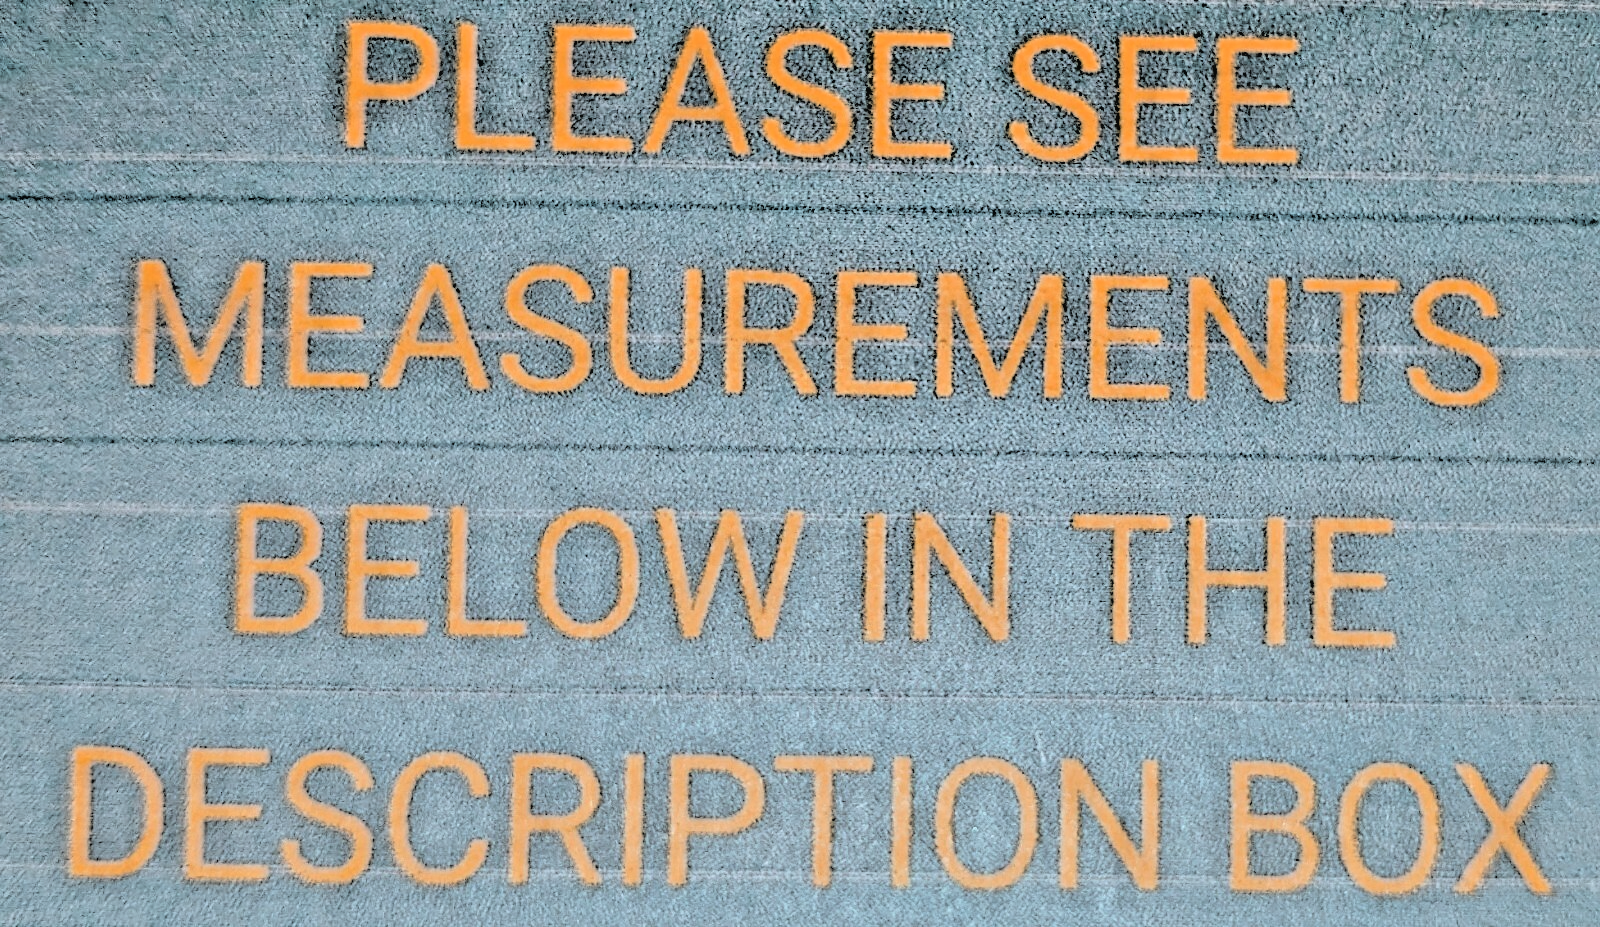 PLEASE SEE
MEASUREMENTS
BELOW IN THE
DESCRIPTION BOX